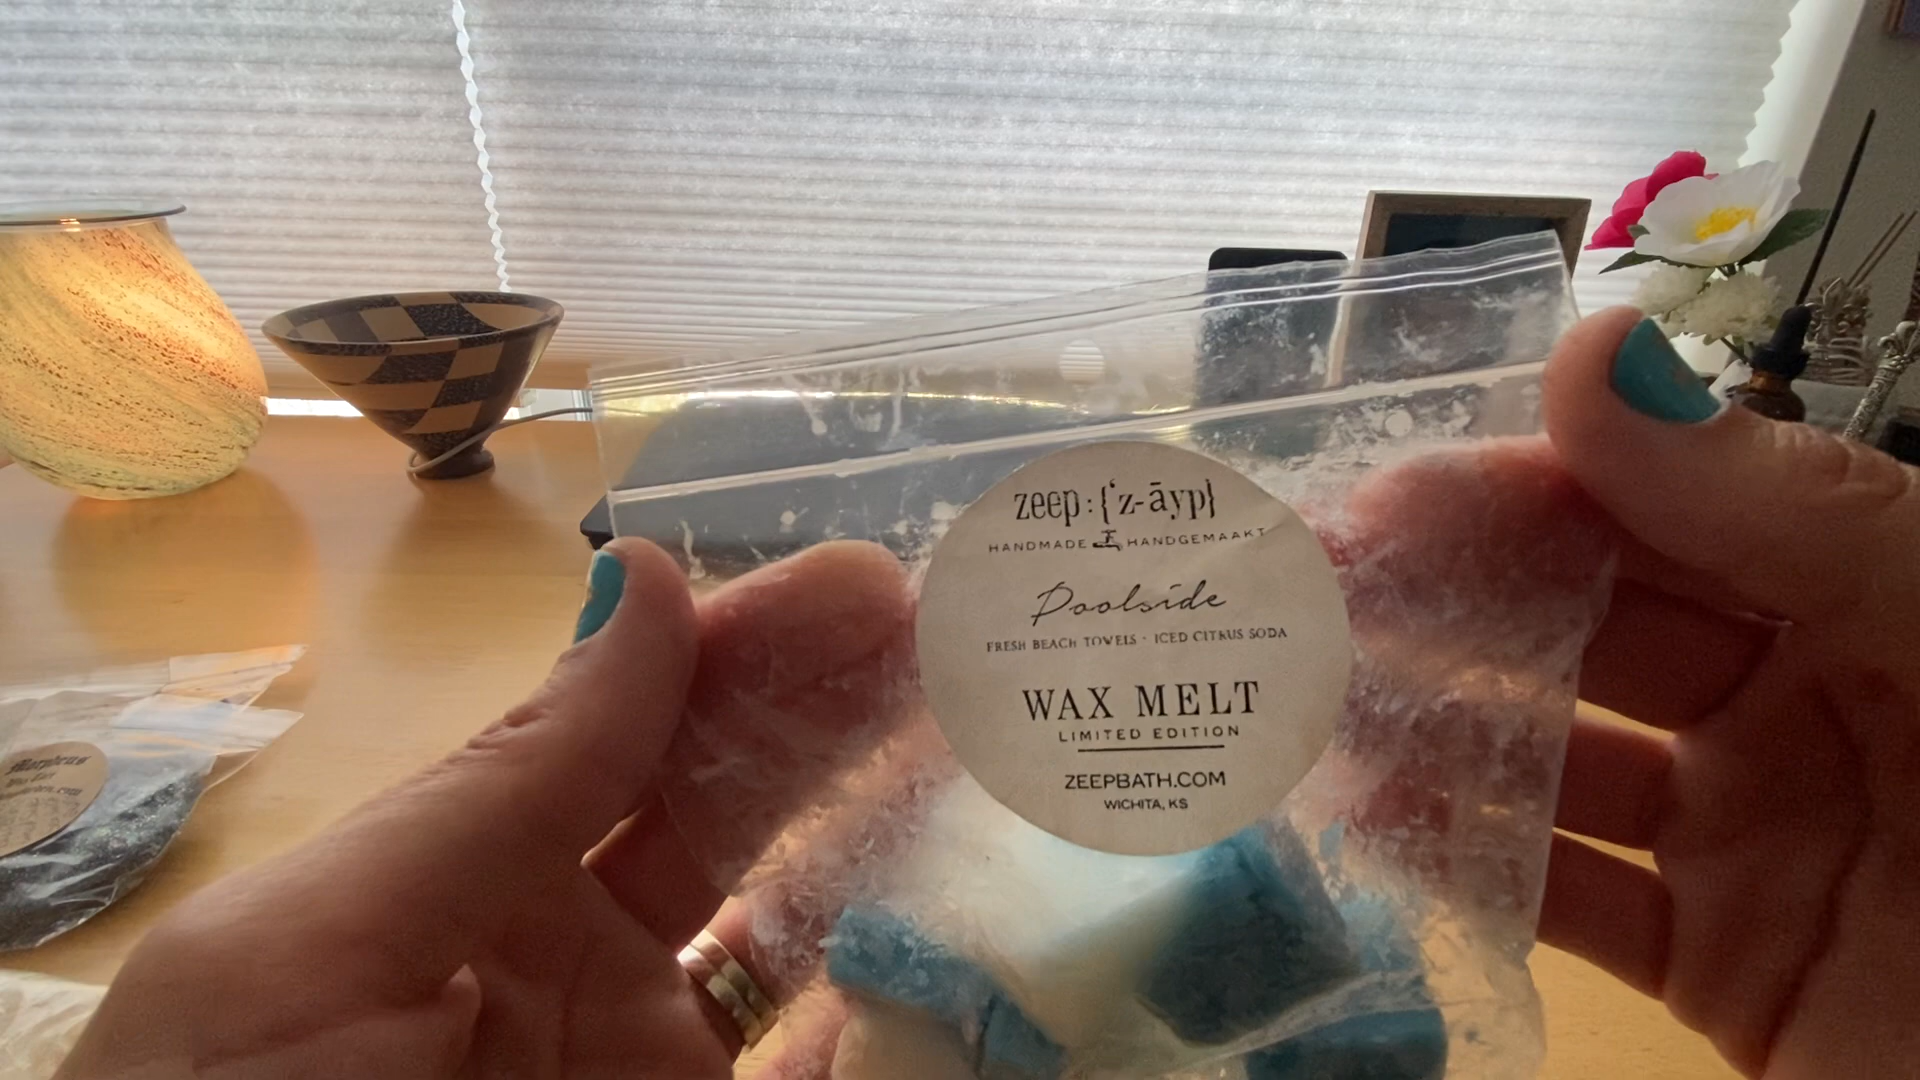 zeep:{'z-āyp}
HANDMADE HANDGEMAAKT
Poolside
FRESH BEACH TOWELS · ICED CITRUS SODA
WAX MELT
LIMITED EDITION
ZEEPBATH.COM
WICHITA, KS
Morpheus